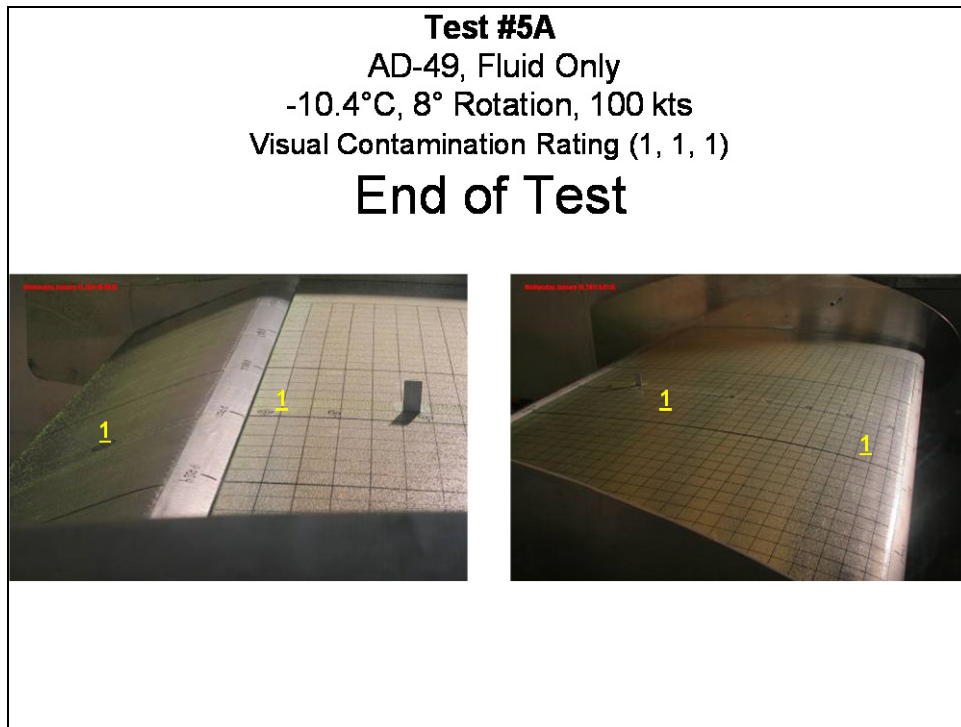 Test #5A
AD-49, Fluid Only
-10.4°C, 8° Rotation, 100 kts
Visual Contamination Rating (1, 1, 1)
End of Test
1
1
1
1